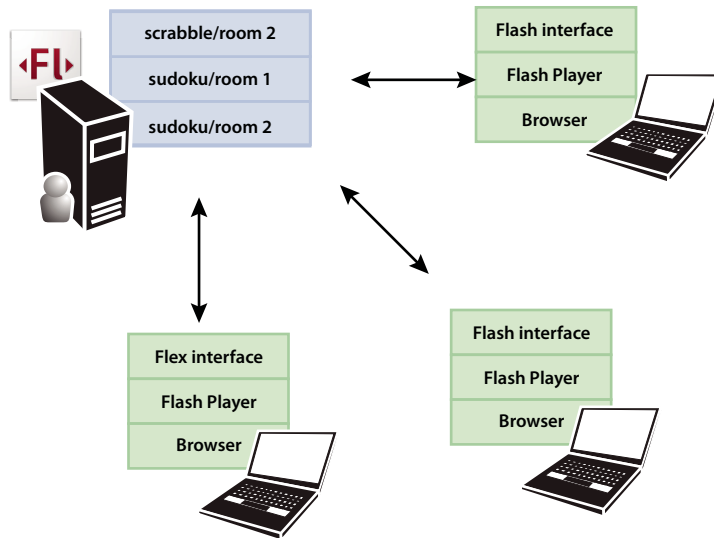 scrabble/room 2
sudoku/room 1
sudoku/room 2
Fl
Flash interface
Flash Player
Browser
Flex interface
Flash Player
Browser
Flash interface
Flash Player
Browser